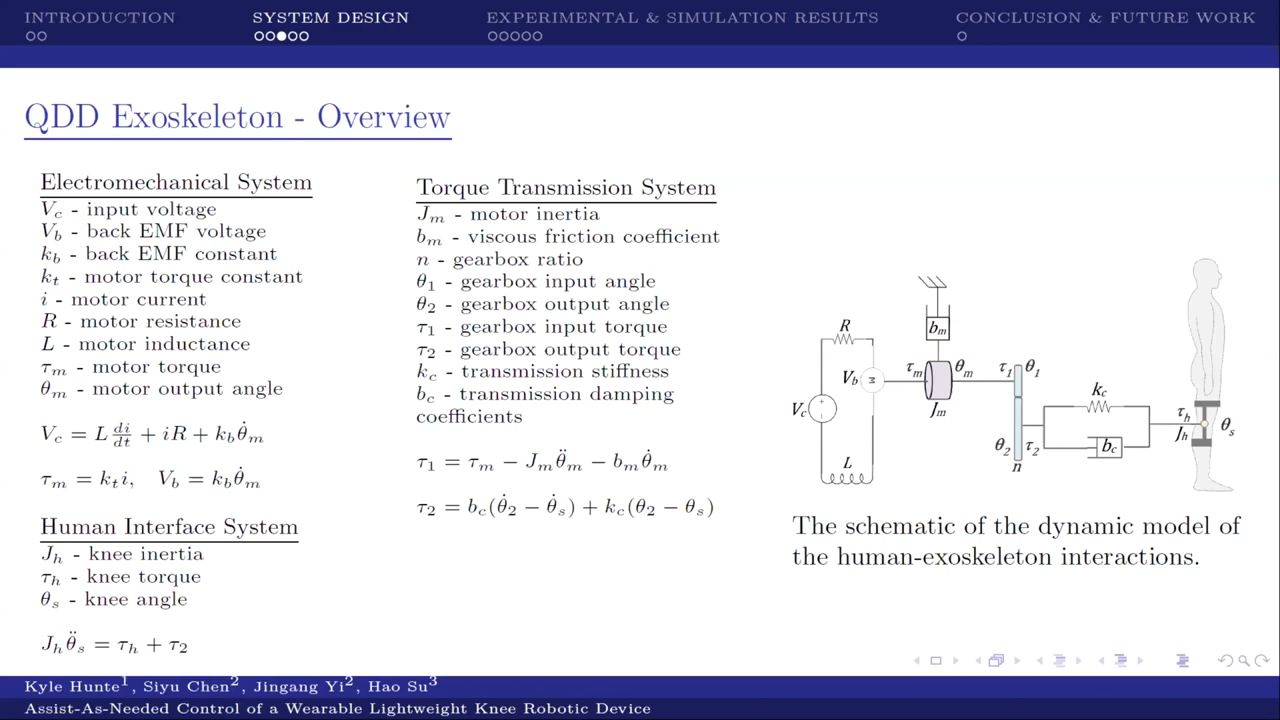 INTRODUCTION SYSTEM DESIGN EXPERIMENTAL & SIMULATION RESULTS CONCLUSION & FUTURE WORK
QDD Exoskeleton - Overview
Electromechanical System
V_c - input voltage
V_b - back EMF voltage
k_b - back EMF constant
k_t - motor torque constant
i - motor current
R - motor resistance
L - motor inductance
τ_m - motor torque
θ_m - motor output angle
V_c = L di/dt + iR + k_b θ̇_m
τ_m = k_t i, V_b = k_b θ̇_m
Human Interface System
J_h - knee inertia
τ_h - knee torque
θ_s - knee angle
J_h θ̈_s = τ_h + τ_2
Torque Transmission System
J_m - motor inertia
b_m - viscous friction coefficient
n - gearbox ratio
θ_1 - gearbox input angle
θ_2 - gearbox output angle
τ_1 - gearbox input torque
τ_2 - gearbox output torque
k_c - transmission stiffness
b_c - transmission damping
coefficients
τ_1 = τ_m − J_m θ̈_m − b_m θ̇_m
τ_2 = b_c(θ̇_2 − θ̇_s) + k_c(θ_2 − θ_s)
R
b_m
V_b
τ_m θ_m
τ_1 θ_1
V_c
J_m
k_c
τ_h
J_h
θ_s
θ_2 τ_2
b_c
L
n
The schematic of the dynamic model of
the human-exoskeleton interactions.
Kyle Hunte¹, Siyu Chen², Jingang Yi², Hao Su³
Assist-As-Needed Control of a Wearable Lightweight Knee Robotic Device